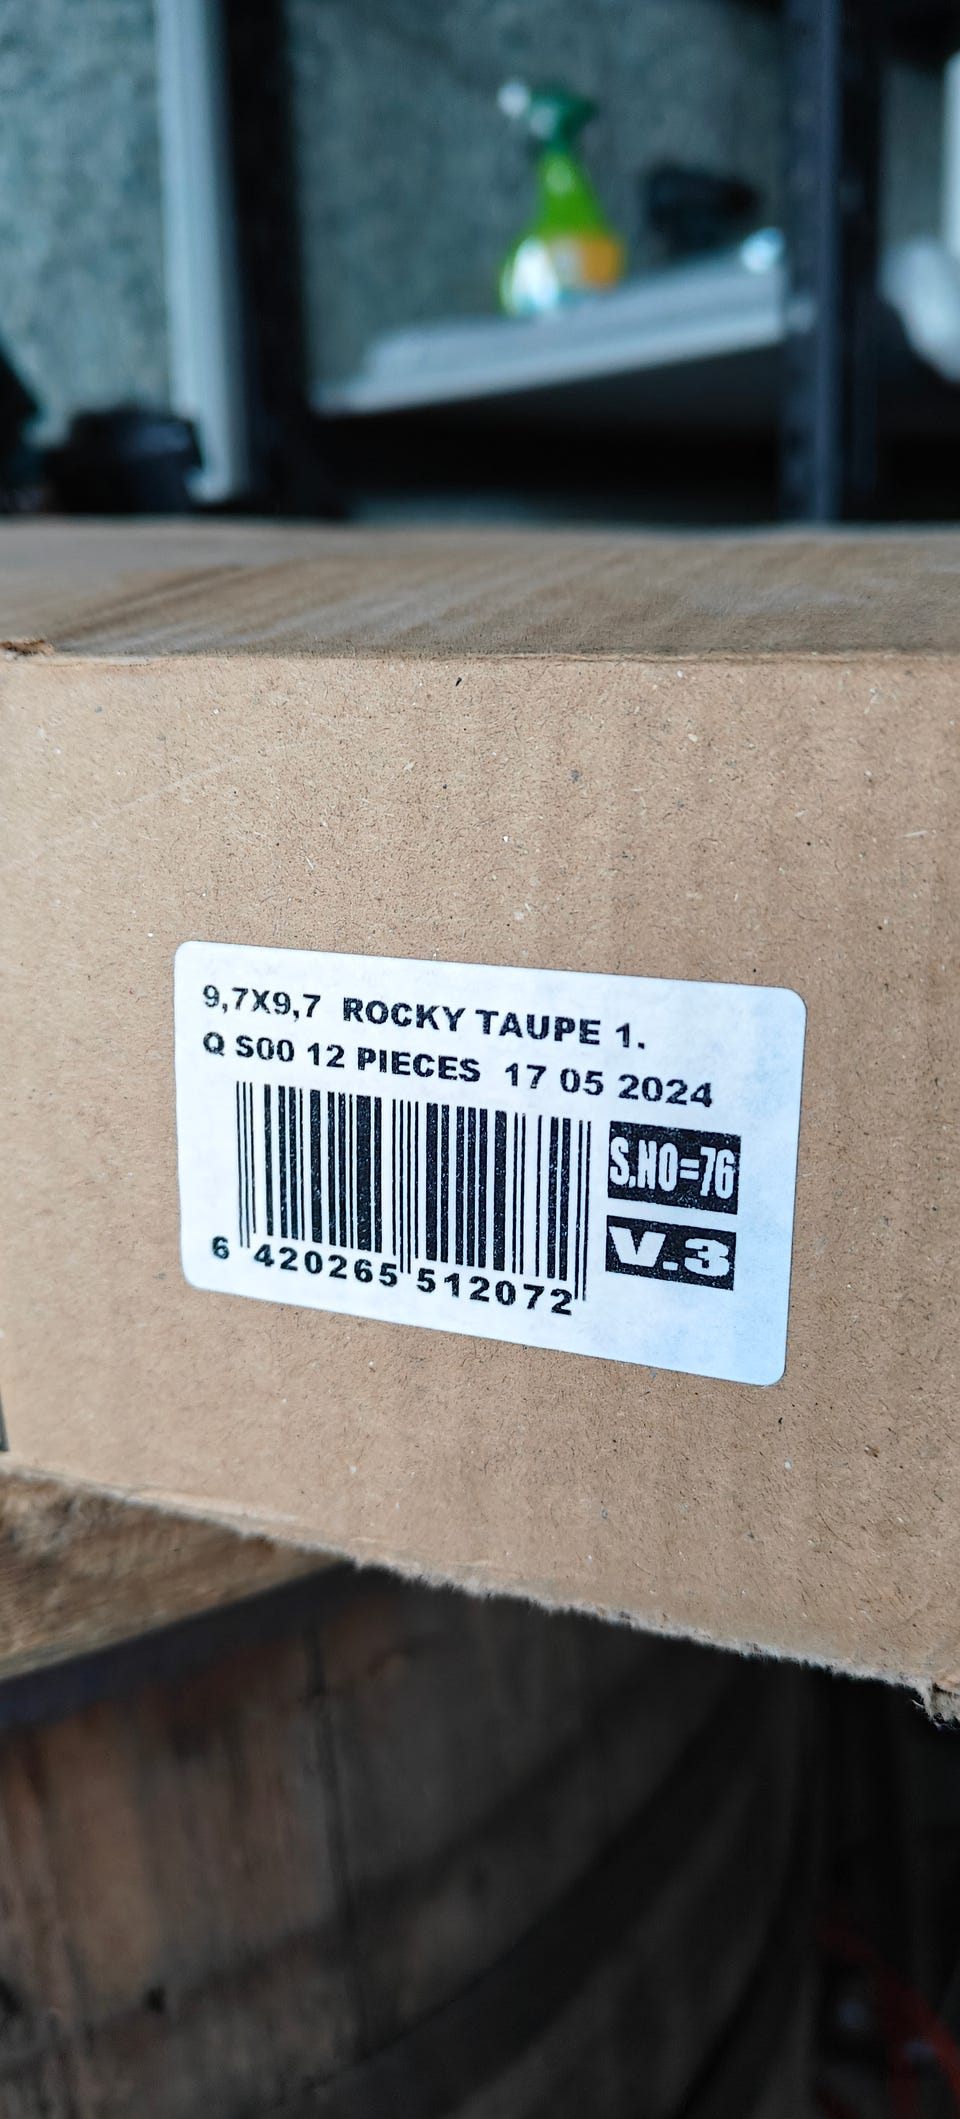 9,7X9,7 ROCKY TAUPE 1.
Q S00 12 PIECES 17 05 2024
S.NO=76
V.3
6 420265 512072